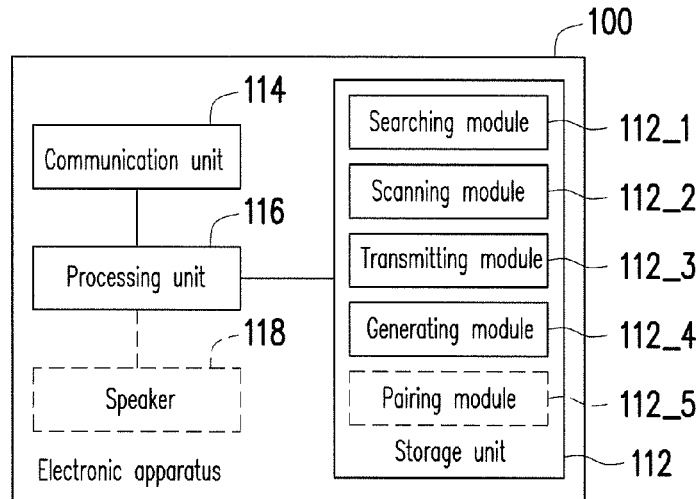 100
114
Communication unit
116
Processing unit
118
Speaker
Electronic apparatus
Searching module
112_1
Scanning module
112_2
Transmitting module
112_3
Generating module
112_4
Pairing module
112_5
Storage unit
112